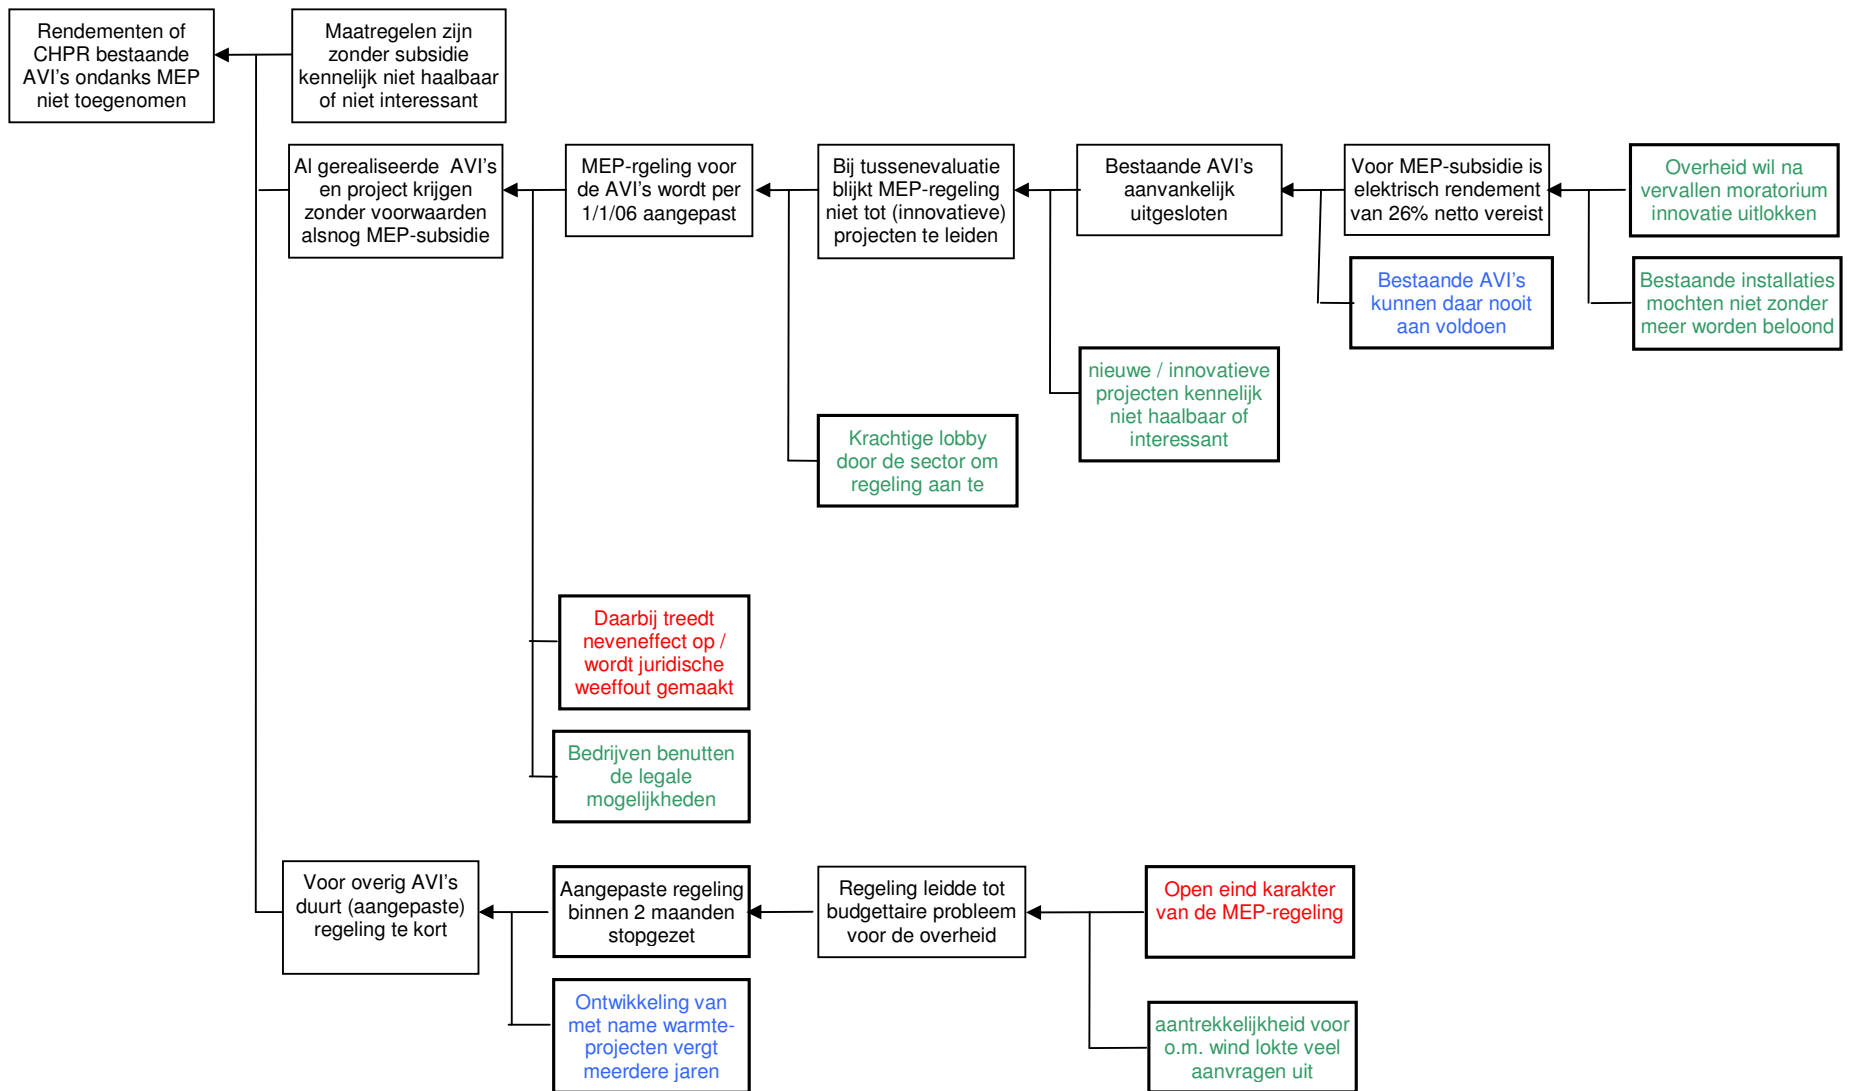 Rendementen of
CHPR bestaande
AVI's ondanks MEP
niet toegenomen
Maatregelen zijn
zonder subsidie
kennelijk niet haalbaar
of niet interessant
Al gerealiseerde AVI's
en project krijgen
zonder voorwaarden
alsnog MEP-subsidie
MEP-rgeling voor
de AVI's wordt per
1/1/06 aangepast
Bij tussenevaluatie
blijkt MEP-regeling
niet tot (innovatieve)
projecten te leiden
Bestaande AVI's
aanvankelijk
uitgesloten
Voor MEP-subsidie is
elektrisch rendement
van 26% netto vereist
Overheid wil na
vervallen moratorium
innovatie uitlokken
Bestaande AVI's
kunnen daar nooit
aan voldoen
Bestaande installaties
mochten niet zonder
meer worden beloond
nieuwe / innovatieve
projecten kennelijk
niet haalbaar of
interessant
Krachtige lobby
door de sector om
regeling aan te
Daarbij treedt
neveneffect op /
wordt juridische
weeffout gemaakt
Bedrijven benutten
de legale
mogelijkheden
Voor overig AVI's
duurt (aangepaste)
regeling te kort
Aangepaste regeling
binnen 2 maanden
stopgezet
Regeling leidde tot
budgettaire probleem
voor de overheid
Open eind karakter
van de MEP-regeling
Ontwikkeling van
met name warmte-
projecten vergt
meerdere jaren
aantrekkelijkheid voor
o.m. wind lokte veel
aanvragen uit